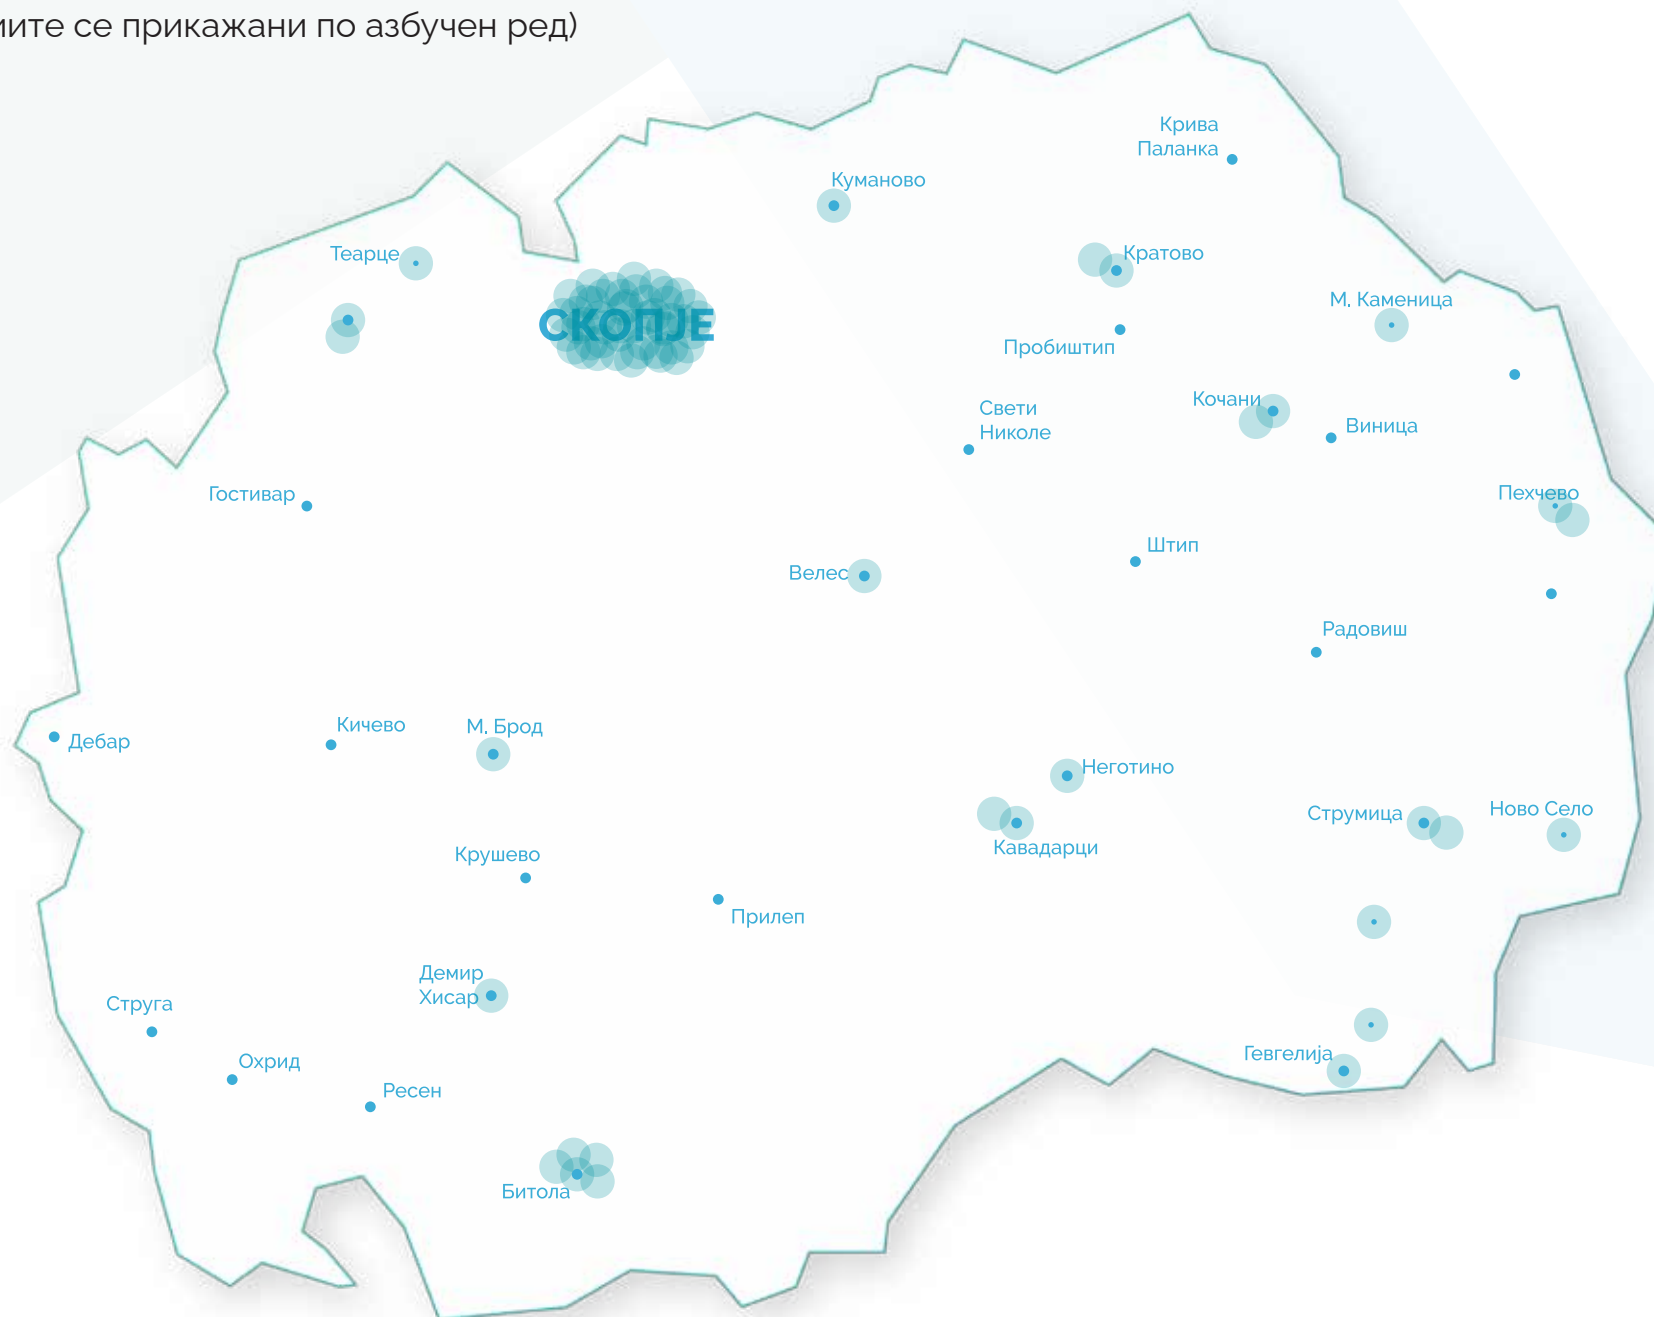 мите се прикажани по азбучен ред)
Крива
Паланка
Куманово
Теарце
Кратово
М. Каменица
СКОПЈЕ
Пробиштип
Кочани
Свети
Николе
Виница
Гостивар
Пехчево
Штип
Велес
Радовиш
Кичево
М. Брод
Дебар
Неготино
Струмица
Ново Село
Кавадарци
Крушево
Прилеп
Демир
Хисар
Струга
Гевгелија
Охрид
Ресен
Битола